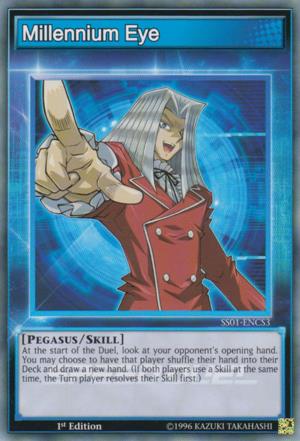 Millennium Eye
SS01-ENCS3
[PEGASUS/SKILL]
At the start of the Duel, look at your opponent's opening hand.
You may choose to have that player shuffle their hand into their
Deck and draw a new hand. (If both players use a Skill at the same
time, the Turn player resolves their Skill first.)
1st Edition
©1996 KAZUKI TAKAHASHI